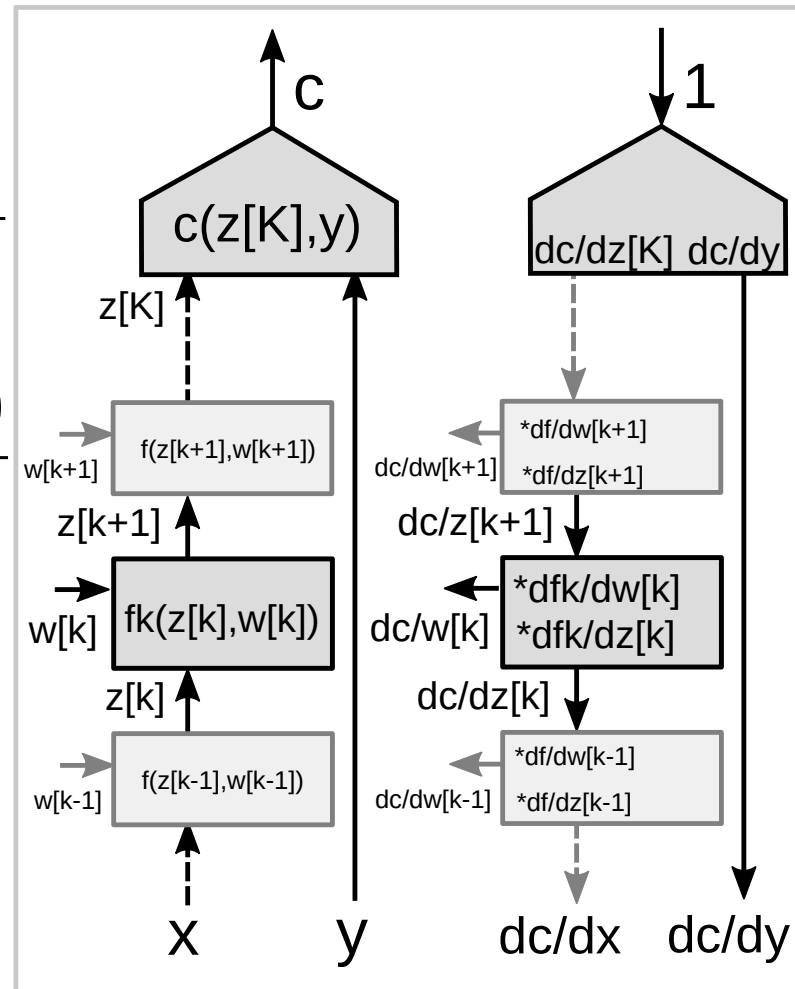 c
c(z[K],y)
z[K]
w[k+1]
f(z[k+1],w[k+1])
z[k+1]
w[k]
fk(z[k],w[k])
z[k]
w[k-1]
f(z[k-1],w[k-1])
x
y
1
dc/dz[K] dc/dy
*df/dw[k+1]
*df/dz[k+1]
dc/dw[k+1]
dc/z[k+1]
*dfk/dw[k]
*dfk/dz[k]
dc/w[k]
dc/dz[k]
*df/dw[k-1]
*df/dz[k-1]
dc/dw[k-1]
dc/dx
dc/dy
)